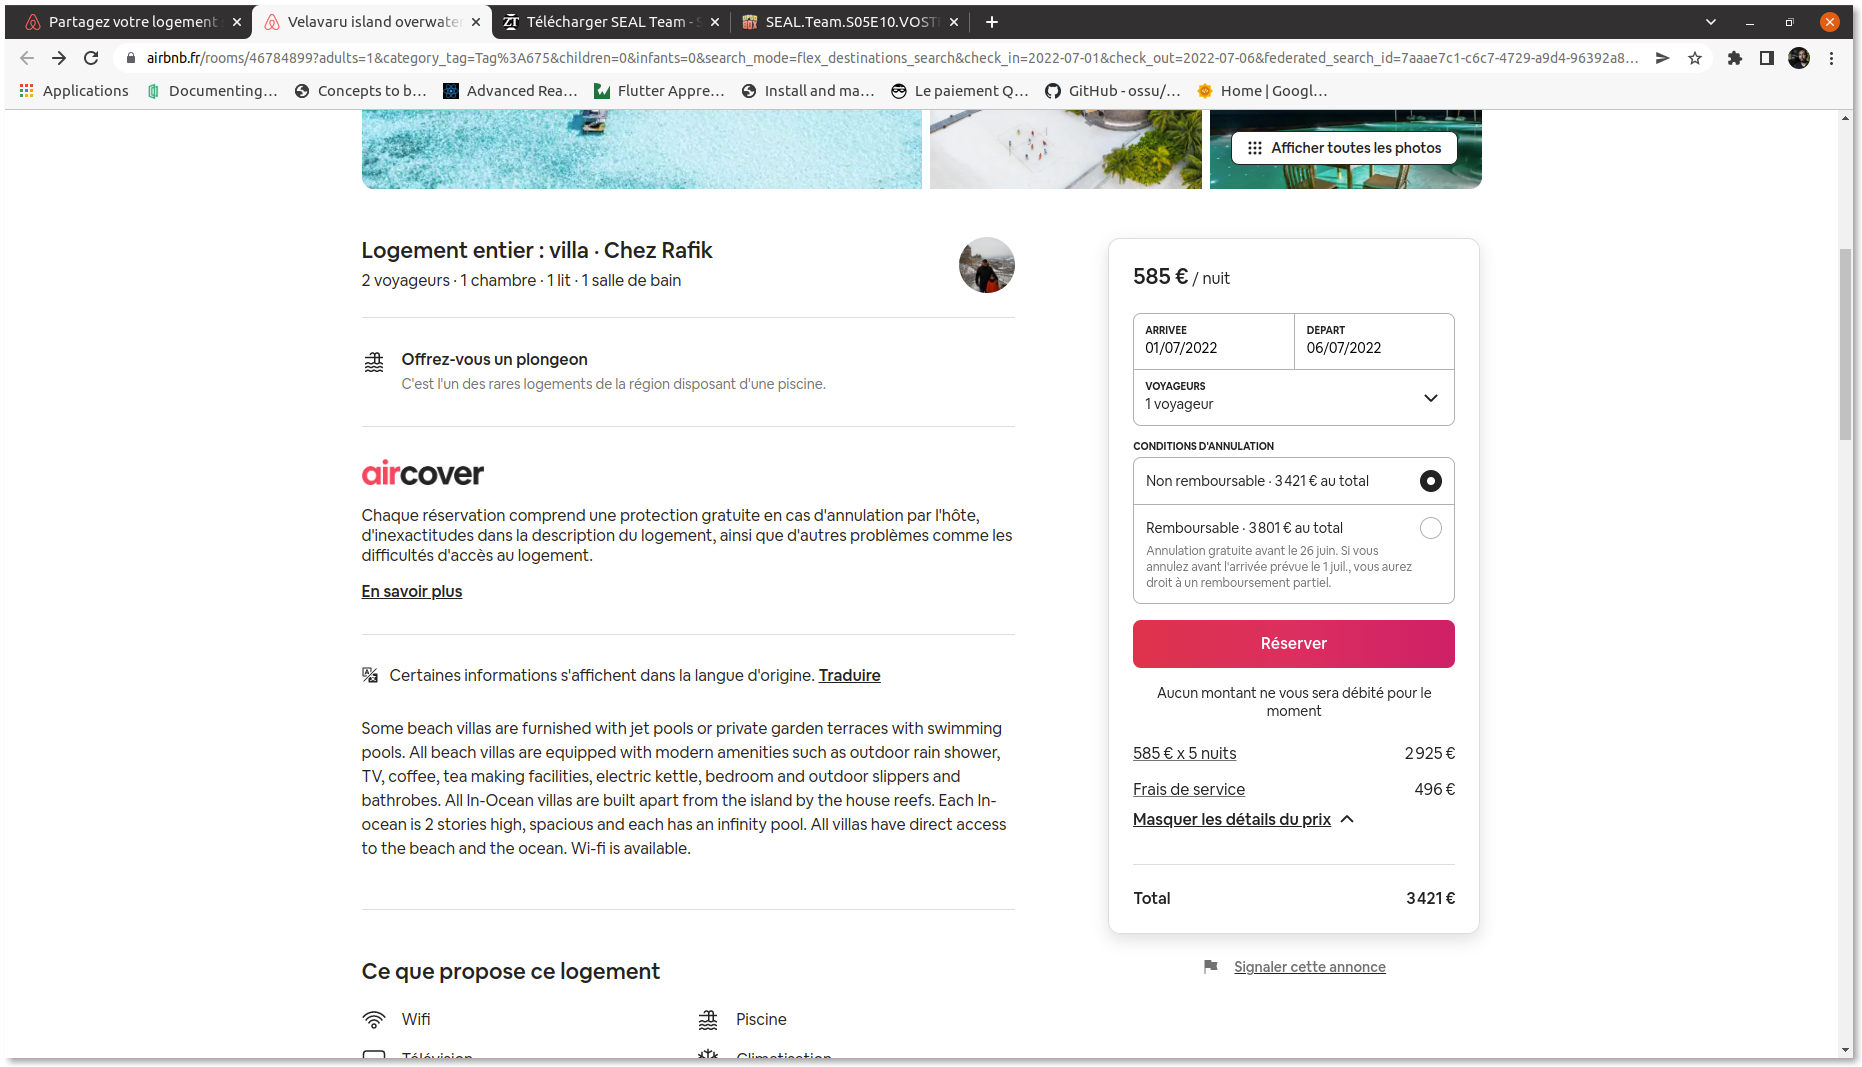 Partagez votre logement
Velavaru island overwate
Télécharger SEAL Team - S
SEAL.Team.S05E10.VOST
airbnb.fr/rooms/46784899?adults=1&category_tag=Tag%3A675&children=0&infants=0&search_mode=flex_destinations_search&check_in=2022-07-01&check_out=2022-07-06&federated_search_id=7aaae7c1-c6c7-4729-a9d4-96392a8...
Applications
Documenting...
Concepts to b...
Advanced Rea...
Flutter Appre...
Install and ma...
Le paiement Q...
GitHub - ossu/...
Home | Googl...
Afficher toutes les photos
Logement entier : villa · Chez Rafik
2 voyageurs · 1 chambre · 1 lit · 1 salle de bain
Offrez-vous un plongeon
C'est l'un des rares logements de la région disposant d'une piscine.
aircover
Chaque réservation comprend une protection gratuite en cas d'annulation par l'hôte,
d'inexactitudes dans la description du logement, ainsi que d'autres problèmes comme les
difficultés d'accès au logement.
En savoir plus
Certaines informations s'affichent dans la langue d'origine. Traduire
Some beach villas are furnished with jet pools or private garden terraces with swimming
pools. All beach villas are equipped with modern amenities such as outdoor rain shower,
TV, coffee, tea making facilities, electric kettle, bedroom and outdoor slippers and
bathrobes. All In-Ocean villas are built apart from the island by the house reefs. Each In-
ocean is 2 stories high, spacious and each has an infinity pool. All villas have direct access
to the beach and the ocean. Wi-fi is available.
Ce que propose ce logement
Wifi
Piscine
Télévision
Climatisation
585 € / nuit
ARRIVÉE
01/07/2022
DÉPART
06/07/2022
VOYAGEURS
1 voyageur
CONDITIONS D'ANNULATION
Non remboursable · 3 421 € au total
Remboursable · 3 801 € au total
Annulation gratuite avant le 26 juin. Si vous
annulez avant l'arrivée prévue le 1 juil., vous aurez
droit à un remboursement partiel.
Réserver
Aucun montant ne vous sera débité pour le
moment
585 € x 5 nuits 2 925 €
Frais de service 496 €
Masquer les détails du prix
Total 3 421 €
Signaler cette annonce